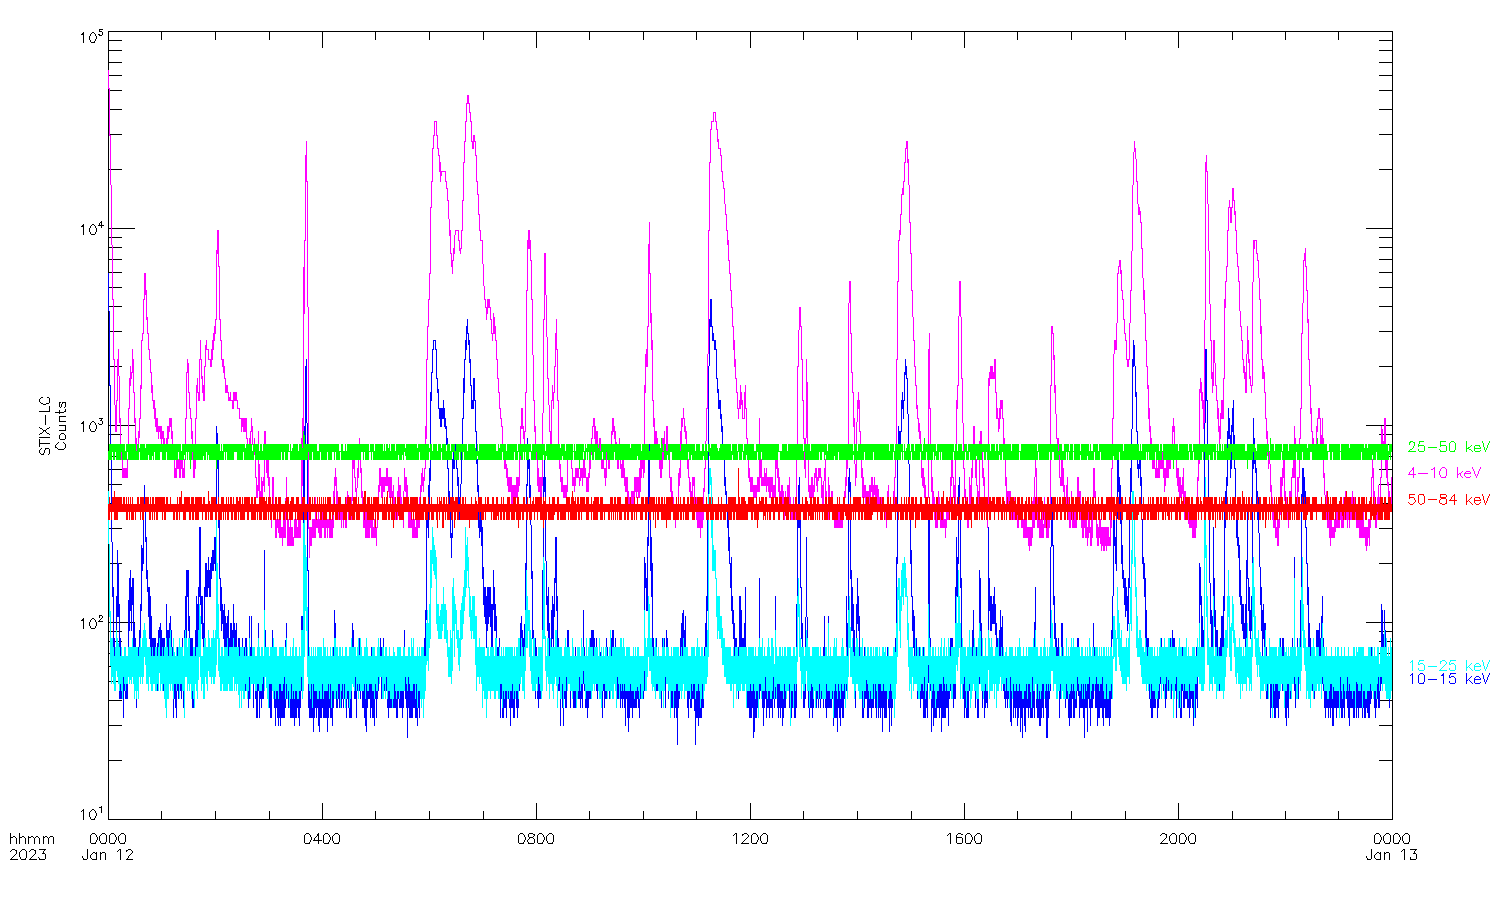 10⁵
10⁴
10³
10²
10¹
STIX-LC
Counts
25-50 keV
4-10 keV
50-84 keV
15-25 keV
10-15 keV
hhmm 0000 0400 0800 1200 1600 2000 0000
2023 Jan 12 Jan 13